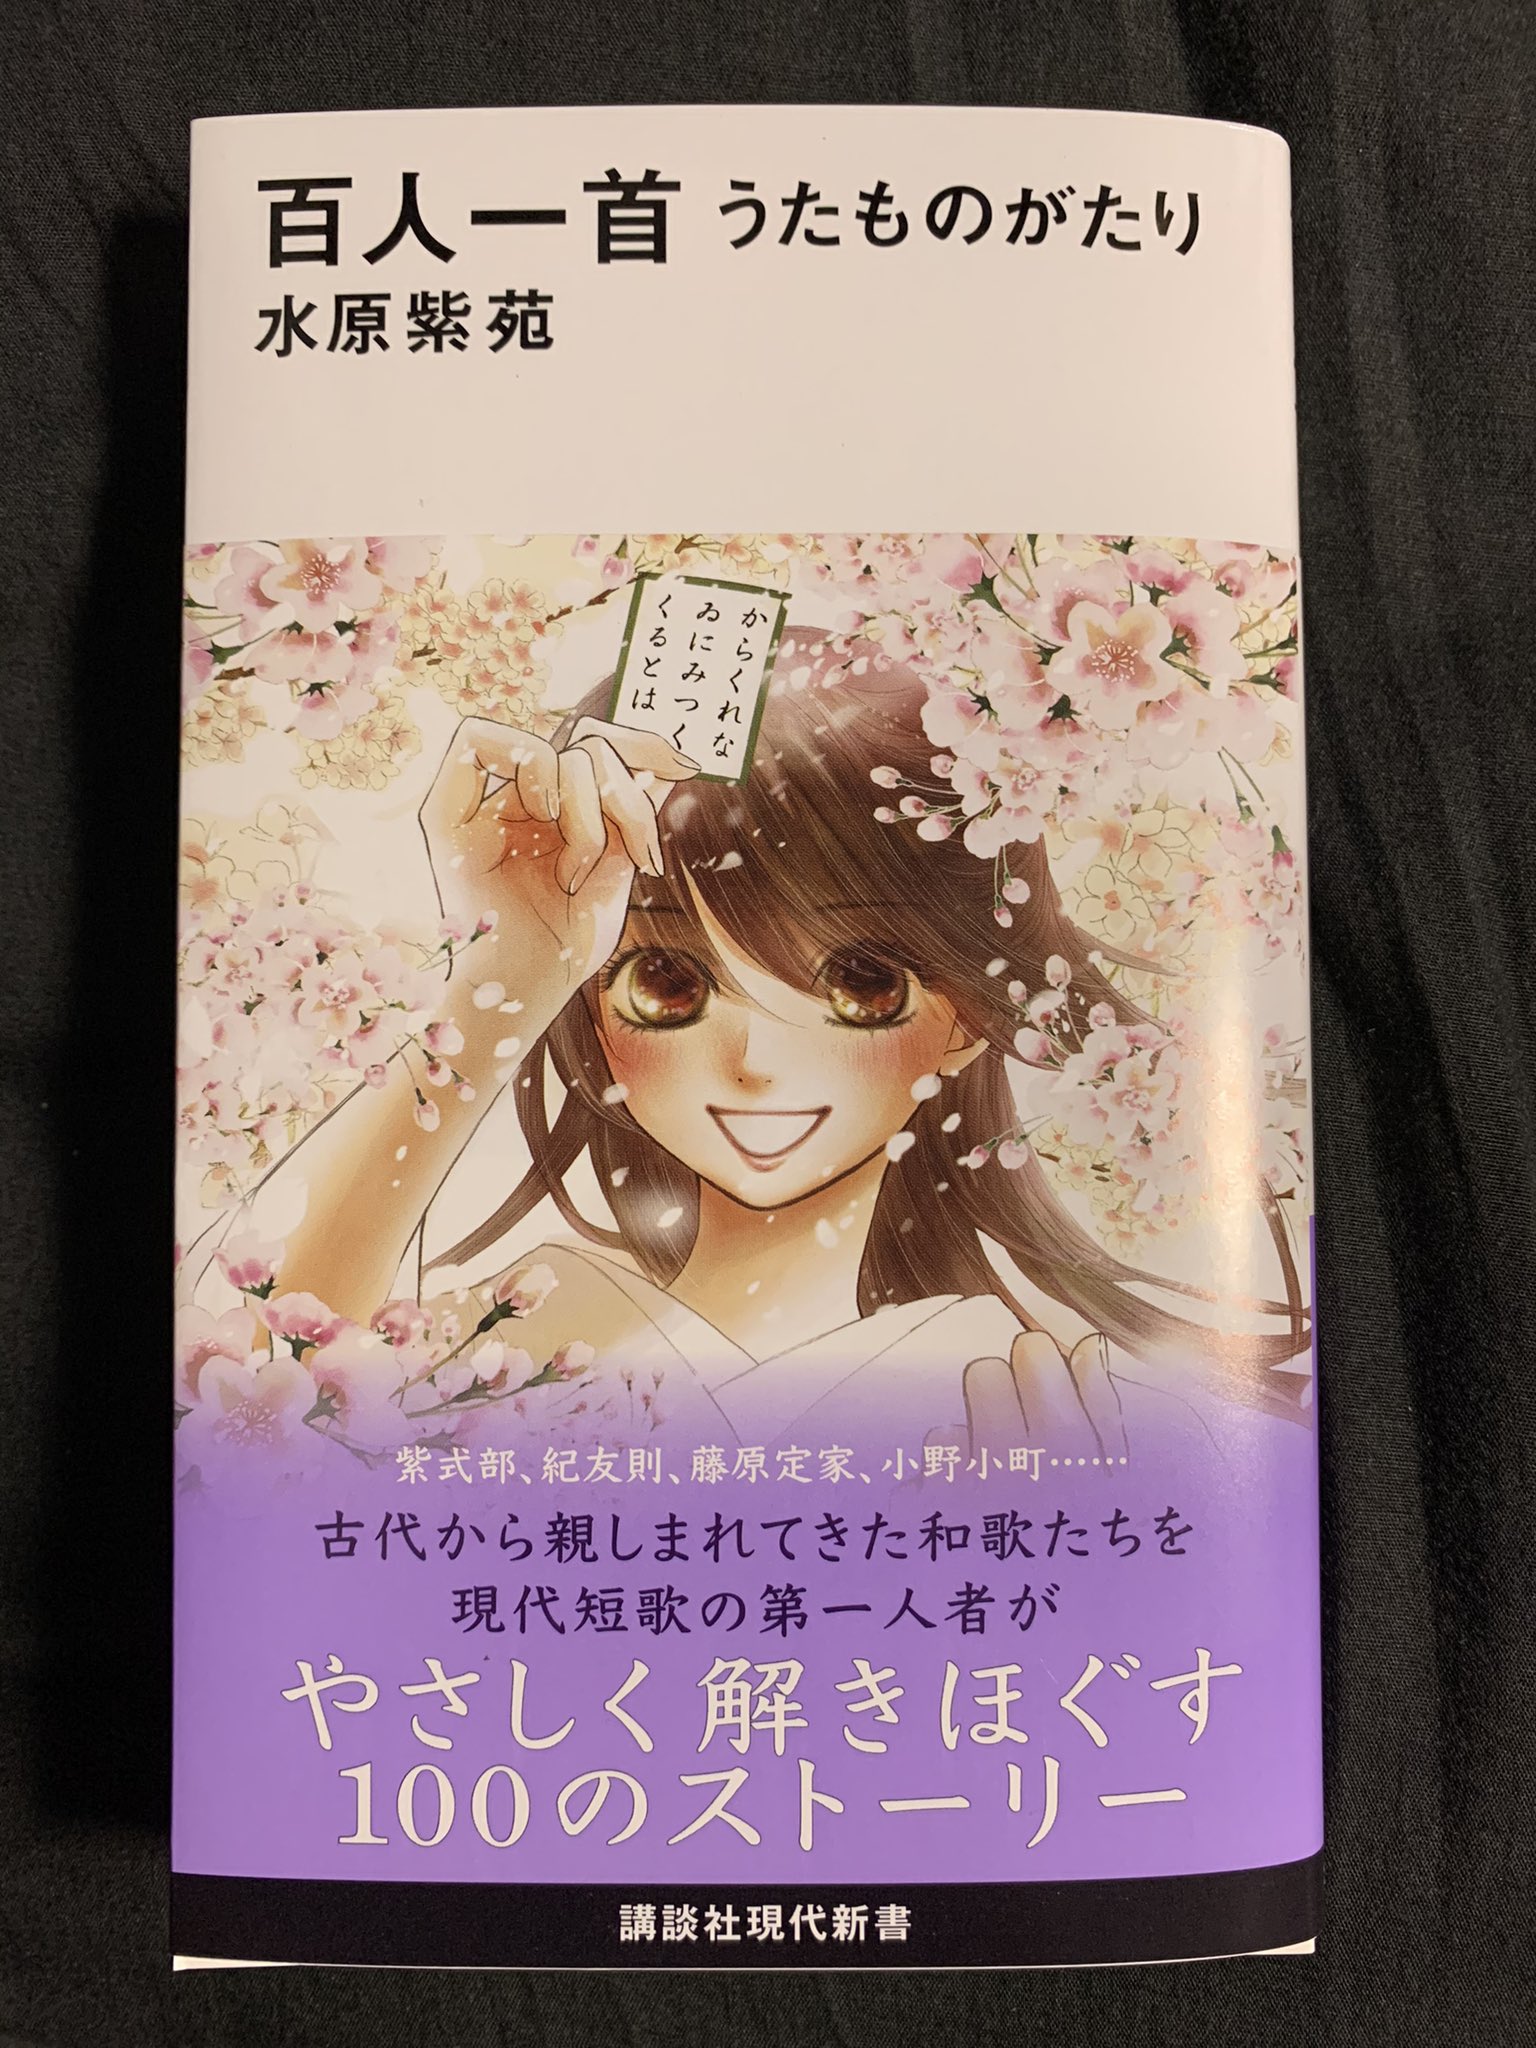 百人一首 うたものがたり
水原紫苑
からくれな
ゐにみつく
くるとは
紫式部、紀友則、藤原定家、小野小町……
古代から親しまれてきた和歌たちを
現代短歌の第一人者が
やさしく解きほぐす
100のストーリー
講談社現代新書